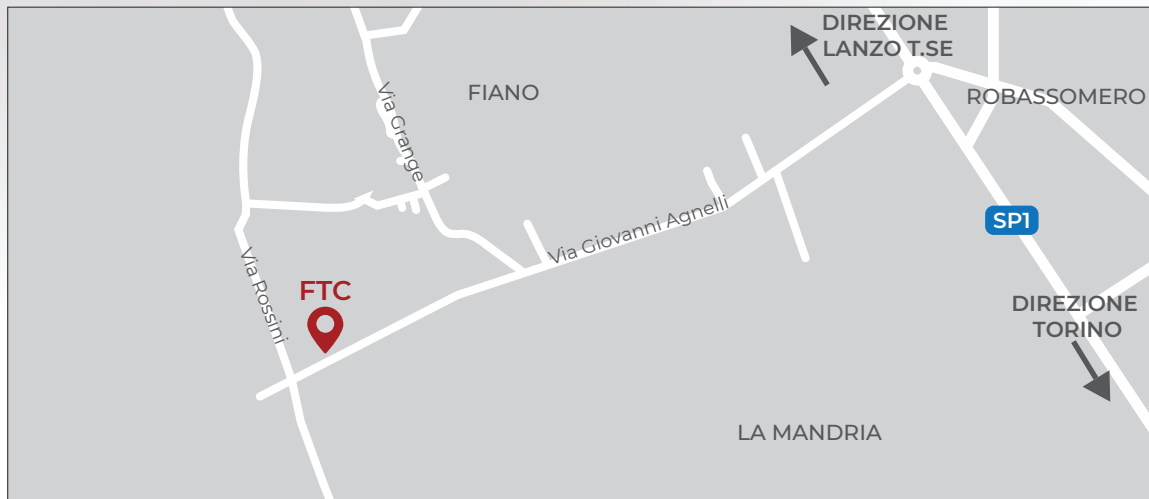 DIREZIONE
LANZO T.SE
FIANO
ROBASSOMERO
Via Grange
Via Giovanni Agnelli
SP1
Via Rossini
FTC
DIREZIONE
TORINO
LA MANDRIA